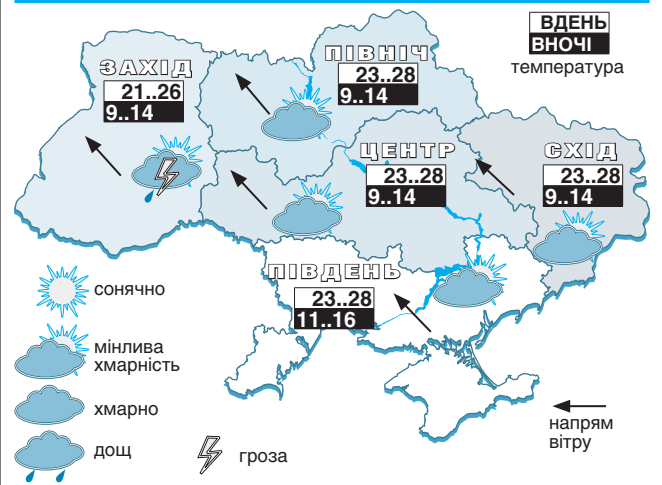 ВДЕНЬ
ВНОЧІ
температура
ПІВНІЧ
23..28
9..14
ЗАХІД
21..26
9..14
ЦЕНТР
23..28
9..14
СХІД
23..28
9..14
ПІВДЕНЬ
23..28
11..16
сонячно
мінлива
хмарність
хмарно
дощ
гроза
напрям
вітру